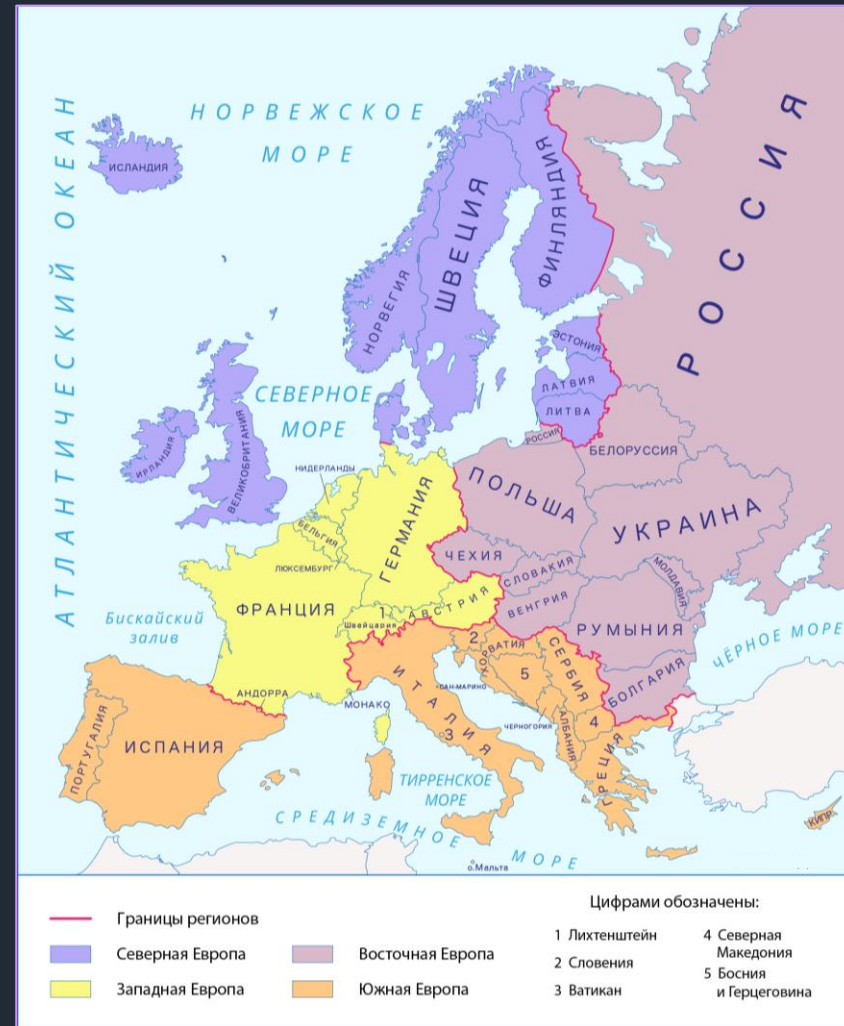 АТЛАНТИЧЕСКИЙ ОКЕАН
НОРВЕЖСКОЕ
МОРЕ
ИСЛАНДИЯ
РОССИЯ
ШВЕЦИЯ
ФИНЛЯНДИЯ
НОРВЕГИЯ
ЭСТОНИЯ
ЛАТВИЯ
ЛИТВА
СЕВЕРНОЕ
МОРЕ
РОССИЯ
БЕЛОРУССИЯ
ИРЛАНДИЯ
ВЕЛИКОБРИТАНИЯ
НИДЕРЛАНДЫ
ПОЛЬША
ГЕРМАНИЯ
УКРАИНА
БЕЛЬГИЯ
ЧЕХИЯ
ЛЮКСЕМБУРГ
СЛОВАКИЯ
МОЛДАВИЯ
ФРАНЦИЯ
1
АВСТРИЯ
ВЕНГРИЯ
Швейцария
Бискайский
залив
РУМЫНИЯ
ЧЁРНОЕ МОРЕ
2
ХОРВАТИЯ
СЕРБИЯ
5
БОЛГАРИЯ
АНДОРРА
МОНАКО
САН-МАРИНО
ИТАЛИЯ
3
ЧЕРНОГОРИЯ
АЛБАНИЯ
4
ГРЕЦИЯ
ПОРТУГАЛИЯ
ИСПАНИЯ
ТИРРЕНСКОЕ
МОРЕ
СРЕДИЗЕМНОЕ
МОРЕ
КИПР
о.Мальта
Границы регионов
Северная Европа
Западная Европа
Восточная Европа
Южная Европа
Цифрами обозначены:
1 Лихтенштейн
2 Словения
3 Ватикан
4 Северная
Македония
5 Босния
и Герцеговина